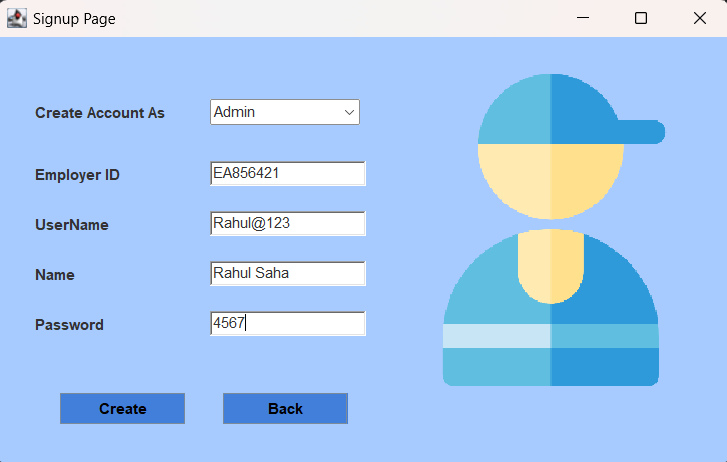 Signup Page
Create Account As Admin
Employer ID EA856421
UserName Rahul@123
Name Rahul Saha
Password 4567
Create Back